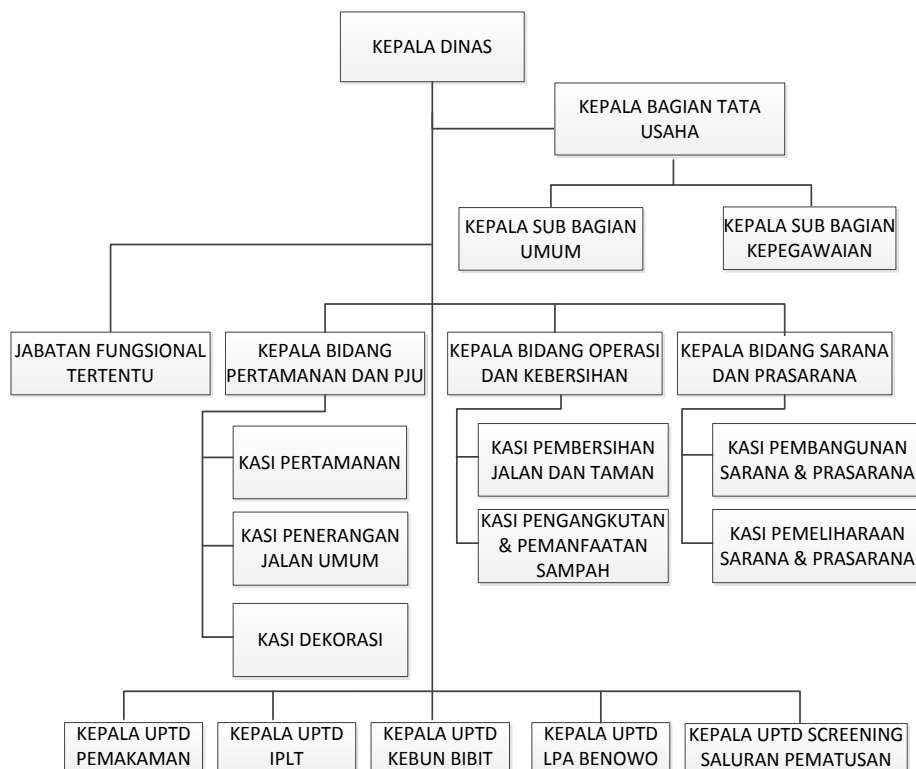 KEPALA DINAS
KEPALA BAGIAN TATA
USAHA
KEPALA SUB BAGIAN
UMUM
KEPALA SUB BAGIAN
KEPEGAWAIAN
JABATAN FUNGSIONAL
TERTENTU
KEPALA BIDANG
PERTAMANAN DAN PJU
KEPALA BIDANG OPERASI
DAN KEBERSIHAN
KEPALA BIDANG SARANA
DAN PRASARANA
KASI PERTAMANAN
KASI PENERANGAN
JALAN UMUM
KASI DEKORASI
KASI PEMBERSIHAN
JALAN DAN TAMAN
KASI PENGANGKUTAN
& PEMANFAATAN
SAMPAH
KASI PEMBANGUNAN
SARANA & PRASARANA
KASI PEMELIHARAAN
SARANA & PRASARANA
KEPALA UPTD
PEMAKAMAN
KEPALA UPTD
IPLT
KEPALA UPTD
KEBUN BIBIT
KEPALA UPTD
LPA BENOWO
KEPALA UPTD SCREENING
SALURAN PEMATUSAN